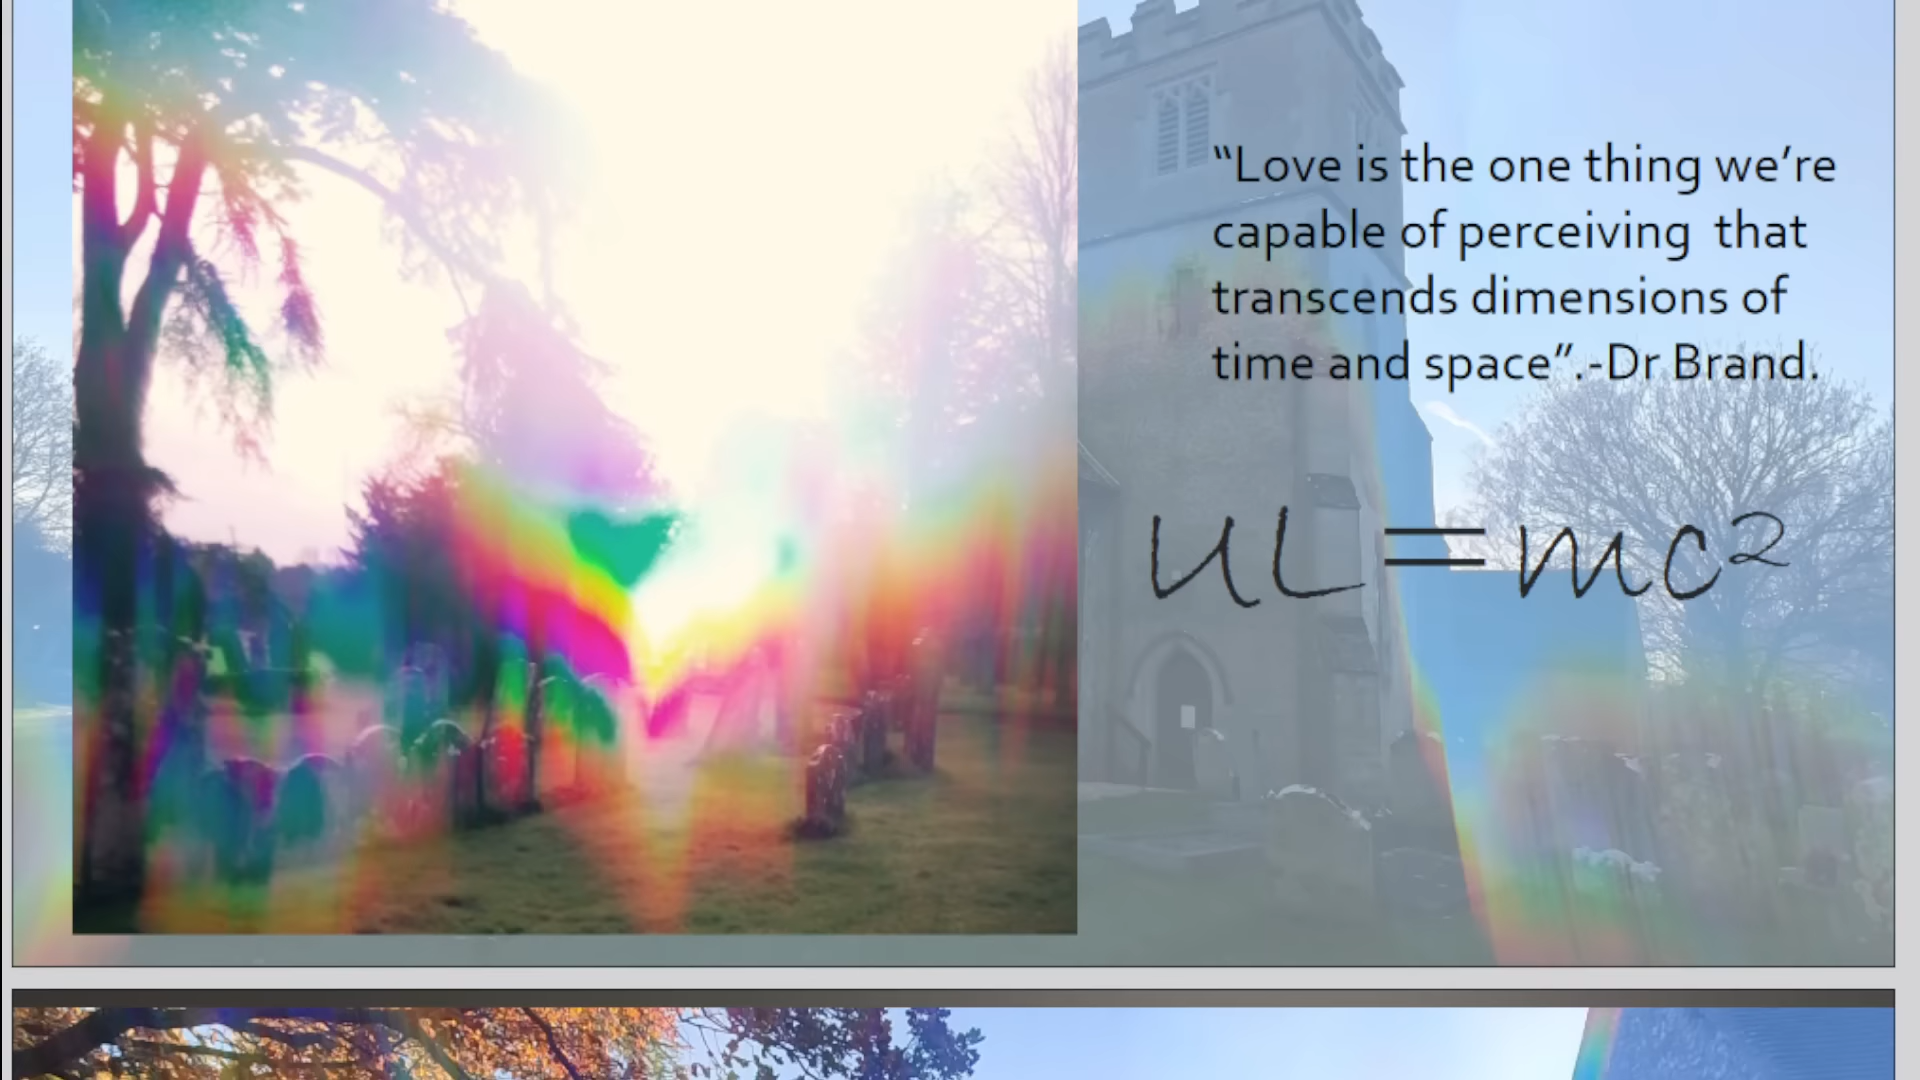 “Love is the one thing we’re
capable of perceiving  that
transcends dimensions of
time and space”.-Dr Brand.
UL=mc²